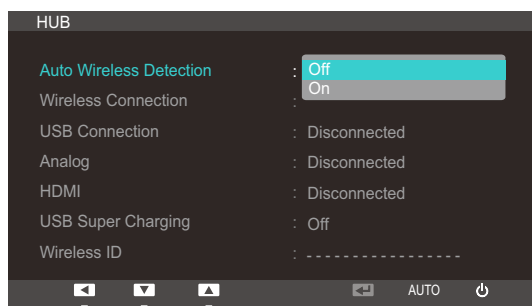 HUB
Auto Wireless Detection : Off
On
Wireless Connection :
USB Connection : Disconnected
Analog : Disconnected
HDMI : Disconnected
USB Super Charging : Off
Wireless ID : - - - - - - - - - - - - - - - - - -
AUTO